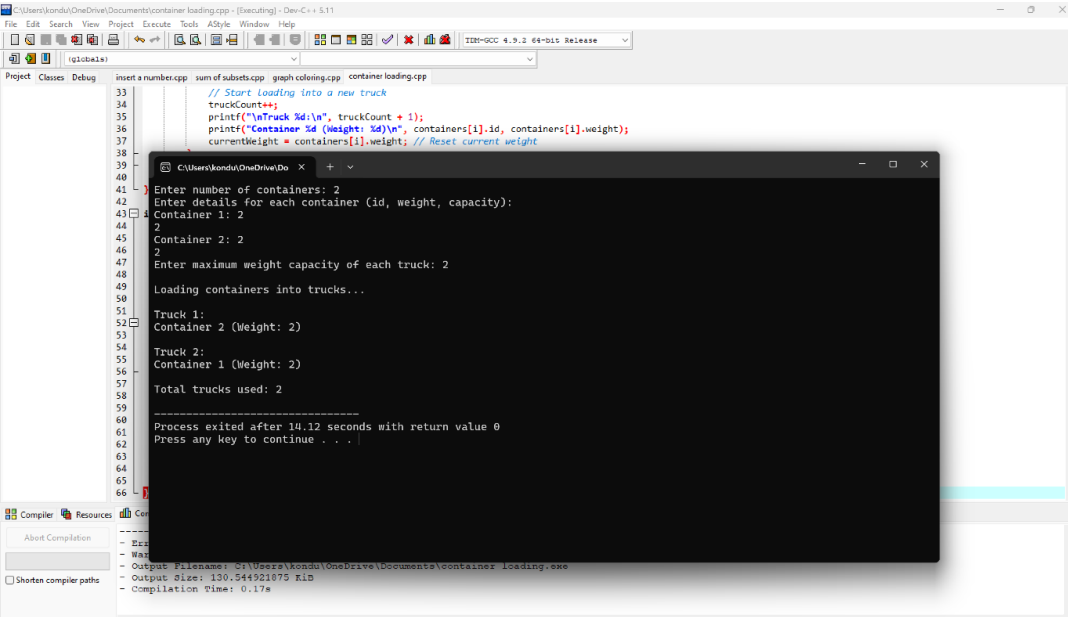 C:\Users\kondu\OneDrive\Documents\container loading.cpp - [Executing] - Dev-C++ 5.11
File Edit Search View Project Execute Tools AStyle Window Help
TDM-GCC 4.9.2 64-bit Release
(globals)
Project Classes Debug
insert a number.cpp sum of subsets.cpp graph coloring.cpp container loading.cpp
33 // Start loading into a new truck
34 truckCount++;
35 printf("\nTruck %d:\n", truckCount + 1);
36 printf("Container %d (Weight: %d)\n", containers[i].id, containers[i].weight);
37 currentWeight = containers[i].weight; // Reset current weight
38
39
40
41 }
42
43
44
45
46
47
48
49
50
51
52
53
54
55
56
57
58
59
60
61
62
63
64
65
66 }
C:\Users\kondu\OneDrive\Do
Enter number of containers: 2
Enter details for each container (id, weight, capacity):
Container 1: 2
2
Container 2: 2
2
Enter maximum weight capacity of each truck: 2
Loading containers into trucks...
Truck 1:
Container 2 (Weight: 2)
Truck 2:
Container 1 (Weight: 2)
Total trucks used: 2
--------------------------------
Process exited after 14.12 seconds with return value 0
Press any key to continue . . .
Compiler Resources
Abort Compilation
Shorten compiler paths
- Output Filename: C:\Users\kondu\OneDrive\Documents\container loading.exe
- Output Size: 130.544921875 KiB
- Compilation Time: 0.17s